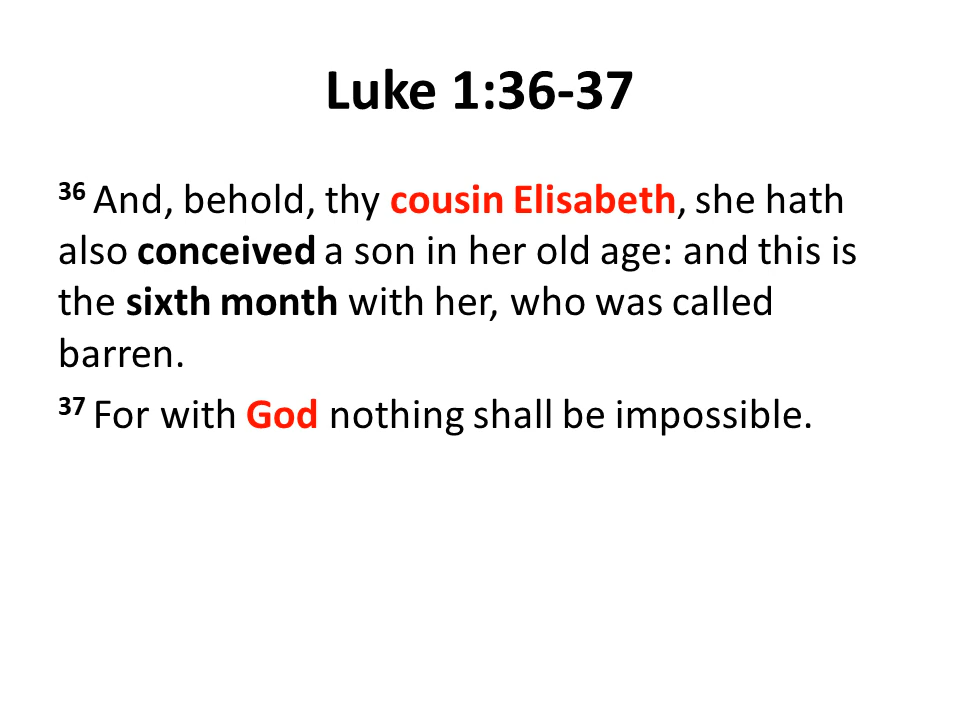 Luke 1:36-37
36 And, behold, thy cousin Elisabeth, she hath
also conceived a son in her old age: and this is
the sixth month with her, who was called
barren.
37 For with God nothing shall be impossible.